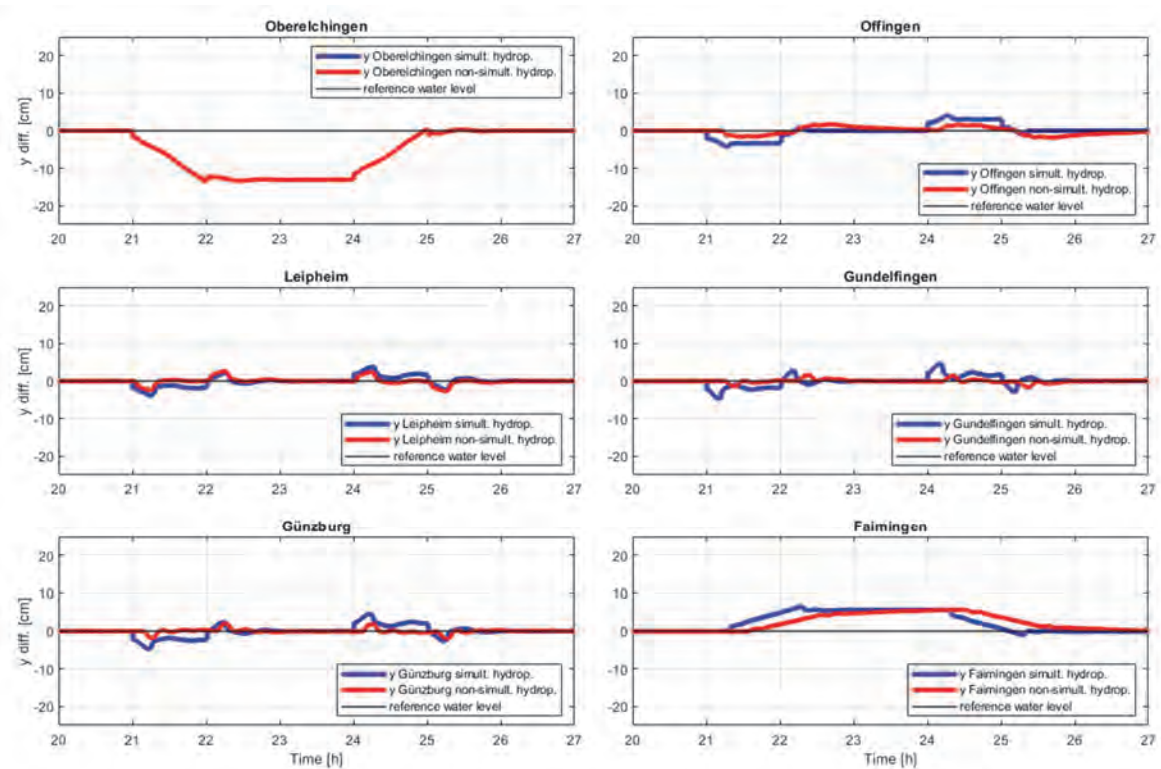 Oberelchingen
y diff. [cm]
20
10
0
-10
-20
y Oberelchingen simult. hydrop.
y Oberelchingen non-simult. hydrop.
reference water level
20 21 22 23 24 25 26 27
Offingen
20
10
0
-10
-20
y Offingen simult. hydrop.
y Offingen non-simult. hydrop.
reference water level
20 21 22 23 24 25 26 27
Leipheim
y diff. [cm]
20
10
0
-10
-20
y Leipheim simult. hydrop.
y Leipheim non-simult. hydrop.
reference water level
20 21 22 23 24 25 26 27
Gundelfingen
20
10
0
-10
-20
y Gundelfingen simult. hydrop.
y Gundelfingen non-simult. hydrop.
reference water level
20 21 22 23 24 25 26 27
Günzburg
y diff. [cm]
20
10
0
-10
-20
y Günzburg simult. hydrop.
y Günzburg non-simult. hydrop.
reference water level
20 21 22 23 24 25 26 27
Time [h]
Faimingen
20
10
0
-10
-20
y Faimingen simult. hydrop.
y Faimingen non-simult. hydrop.
reference water level
20 21 22 23 24 25 26 27
Time [h]